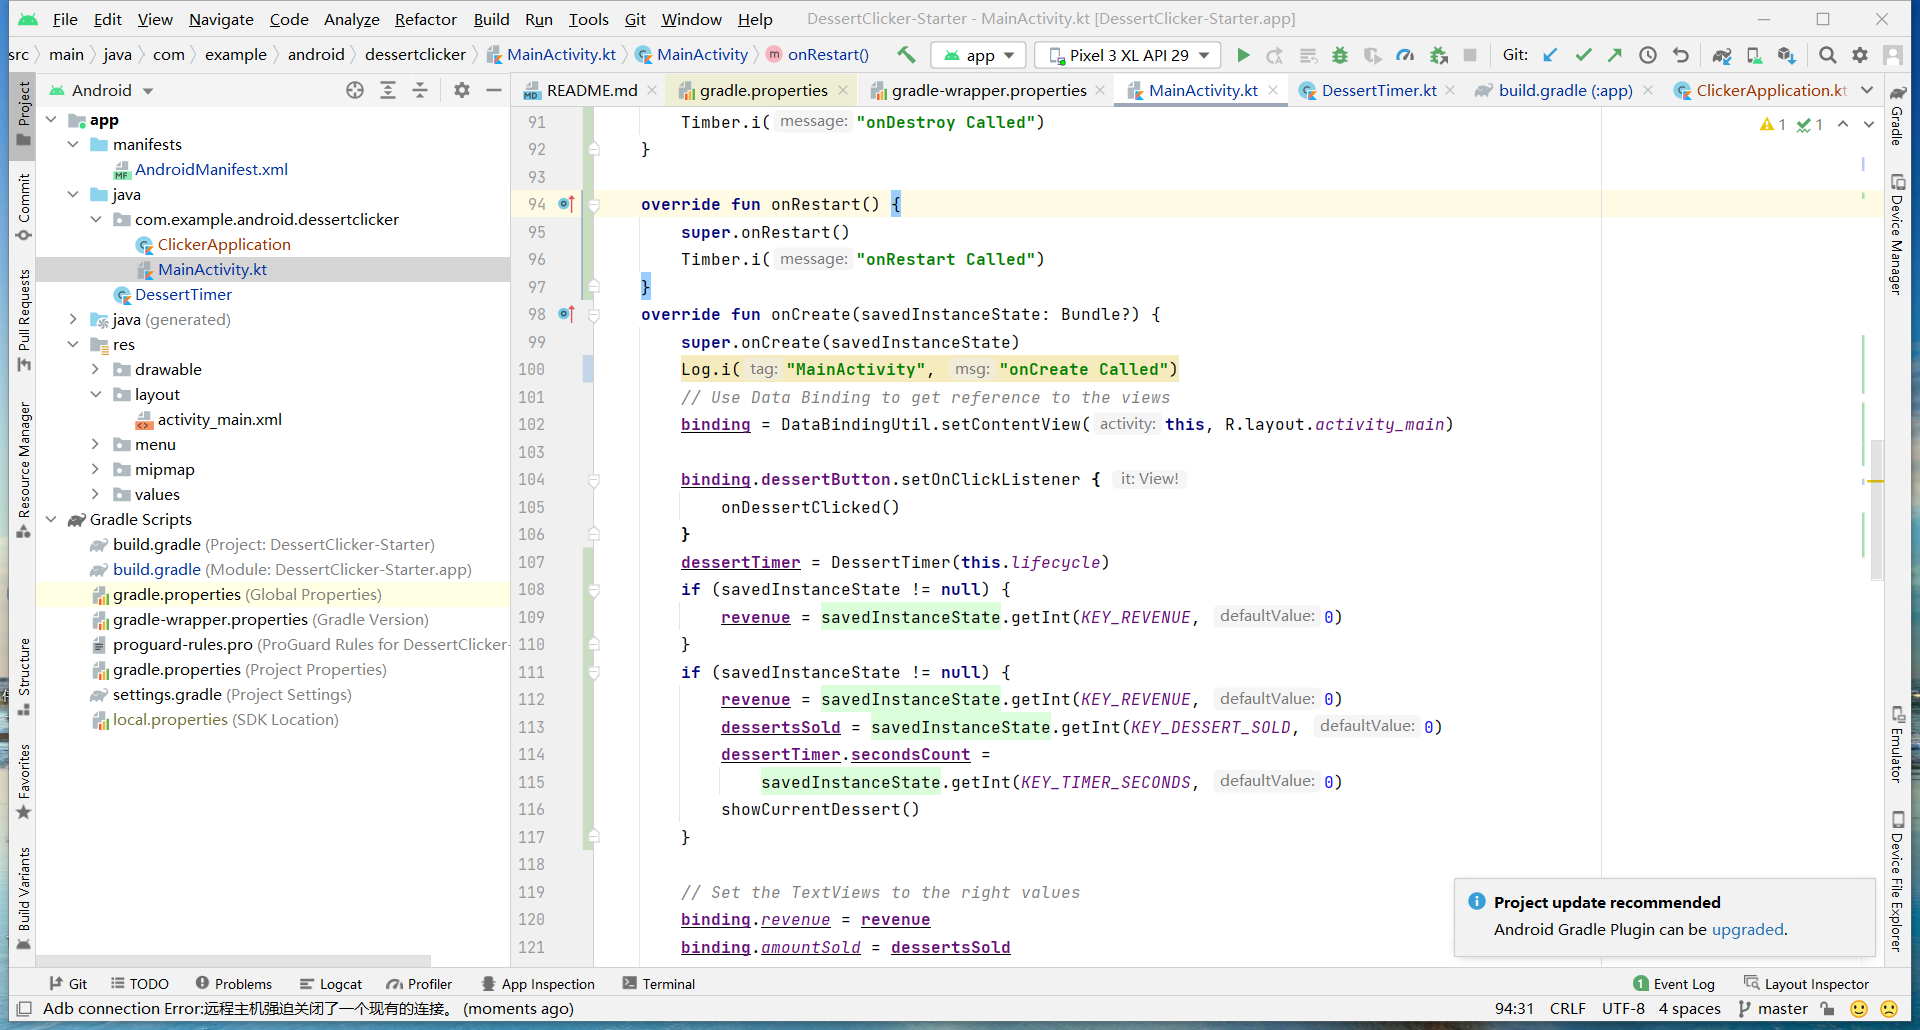 File Edit View Navigate Code Analyze Refactor Build Run Tools Git Window Help DessertClicker-Starter - MainActivity.kt [DessertClicker-Starter.app]
src main java com example android dessertclicker MainActivity.kt MainActivity m onRestart() app Pixel 3 XL API 29 Git:
Android README.md gradle.properties gradle-wrapper.properties MainActivity.kt DessertTimer.kt build.gradle (:app) ClickerApplication.kt
Project
Commit
Pull Requests
Resource Manager
Structure
Favorites
Build Variants
app
manifests
AndroidManifest.xml
java
com.example.android.dessertclicker
ClickerApplication
MainActivity.kt
DessertTimer
java (generated)
res
drawable
layout
activity_main.xml
menu
mipmap
values
Gradle Scripts
build.gradle (Project: DessertClicker-Starter)
build.gradle (Module: DessertClicker-Starter.app)
gradle.properties (Global Properties)
gradle-wrapper.properties (Gradle Version)
proguard-rules.pro (ProGuard Rules for DessertClicker-
gradle.properties (Project Properties)
settings.gradle (Project Settings)
local.properties (SDK Location)
91 Timber.i( message: "onDestroy Called")
92 }
93
94 override fun onRestart() {
95 super.onRestart()
96 Timber.i( message: "onRestart Called")
97 }
98 override fun onCreate(savedInstanceState: Bundle?) {
99 super.onCreate(savedInstanceState)
100 Log.i( tag: "MainActivity", msg: "onCreate Called")
101 // Use Data Binding to get reference to the views
102 binding = DataBindingUtil.setContentView( activity: this, R.layout.activity_main)
103
104 binding.dessertButton.setOnClickListener { it: View!
105 onDessertClicked()
106 }
107 dessertTimer = DessertTimer(this.lifecycle)
108 if (savedInstanceState != null) {
109 revenue = savedInstanceState.getInt(KEY_REVENUE, defaultValue: 0)
110 }
111 if (savedInstanceState != null) {
112 revenue = savedInstanceState.getInt(KEY_REVENUE, defaultValue: 0)
113 dessertsSold = savedInstanceState.getInt(KEY_DESSERT_SOLD, defaultValue: 0)
114 dessertTimer.secondsCount =
115 savedInstanceState.getInt(KEY_TIMER_SECONDS, defaultValue: 0)
116 showCurrentDessert()
117 }
118
119 // Set the TextViews to the right values
120 binding.revenue = revenue
121 binding.amountSold = dessertsSold
1 1
Gradle
Device Manager
Emulator
Device File Explorer
Project update recommended
Android Gradle Plugin can be upgraded.
Git TODO Problems Logcat Profiler App Inspection Terminal 1 Event Log Layout Inspector
Adb connection Error:远程主机强迫关闭了一个现有的连接。 (moments ago) 94:31 CRLF UTF-8 4 spaces master